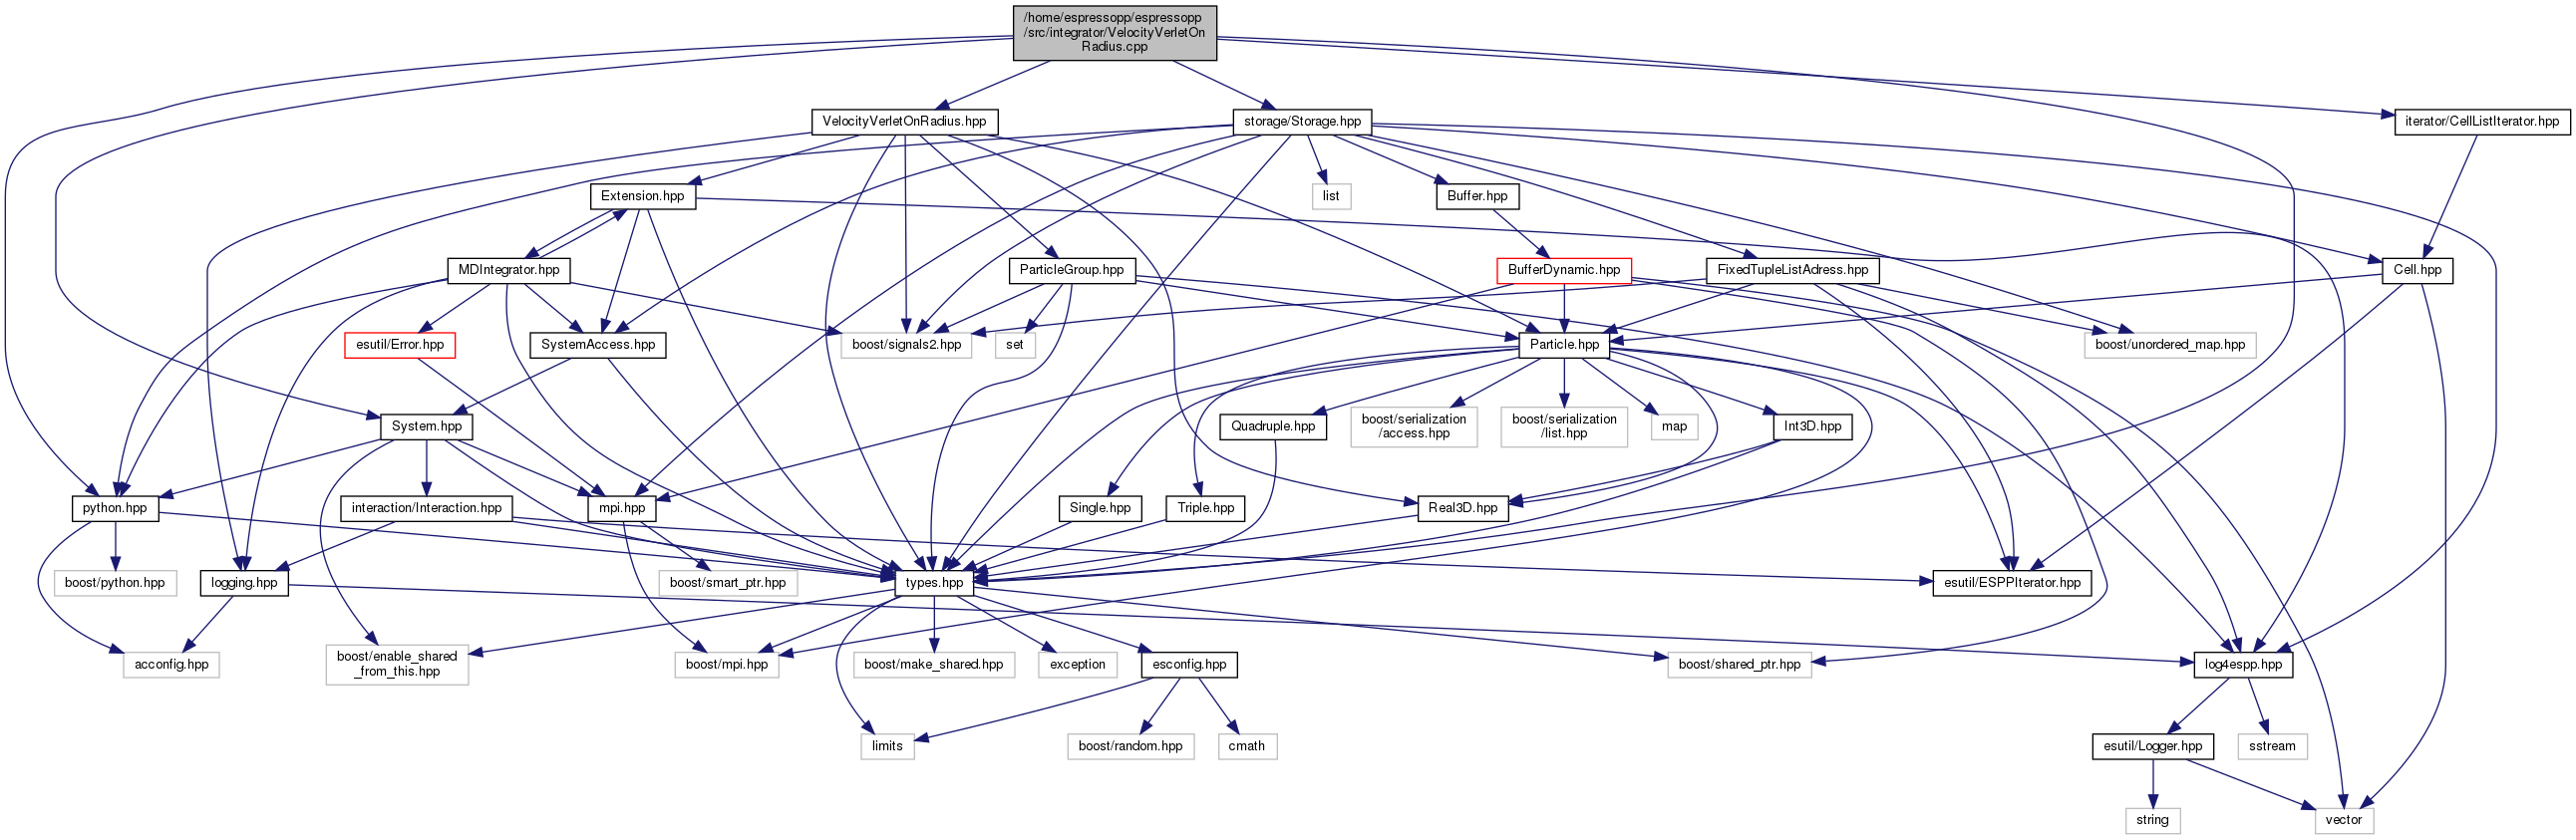 /home/espressopp/espressopp
/src/integrator/VelocityVerletOn
Radius.cpp
VelocityVerletOnRadius.hpp
storage/Storage.hpp
iterator/CellListIterator.hpp
Extension.hpp
list
Buffer.hpp
MDIntegrator.hpp
ParticleGroup.hpp
BufferDynamic.hpp
FixedTupleListAdress.hpp
Cell.hpp
esutil/Error.hpp
SystemAccess.hpp
boost/signals2.hpp
set
Particle.hpp
boost/unordered_map.hpp
System.hpp
Quadruple.hpp
boost/serialization
/access.hpp
boost/serialization
/list.hpp
map
Int3D.hpp
python.hpp
interaction/Interaction.hpp
mpi.hpp
Single.hpp
Triple.hpp
Real3D.hpp
boost/python.hpp
logging.hpp
boost/smart_ptr.hpp
types.hpp
esutil/ESPPIterator.hpp
acconfig.hpp
boost/enable_shared
_from_this.hpp
boost/mpi.hpp
boost/make_shared.hpp
exception
esconfig.hpp
boost/shared_ptr.hpp
log4espp.hpp
limits
boost/random.hpp
cmath
esutil/Logger.hpp
sstream
string
vector